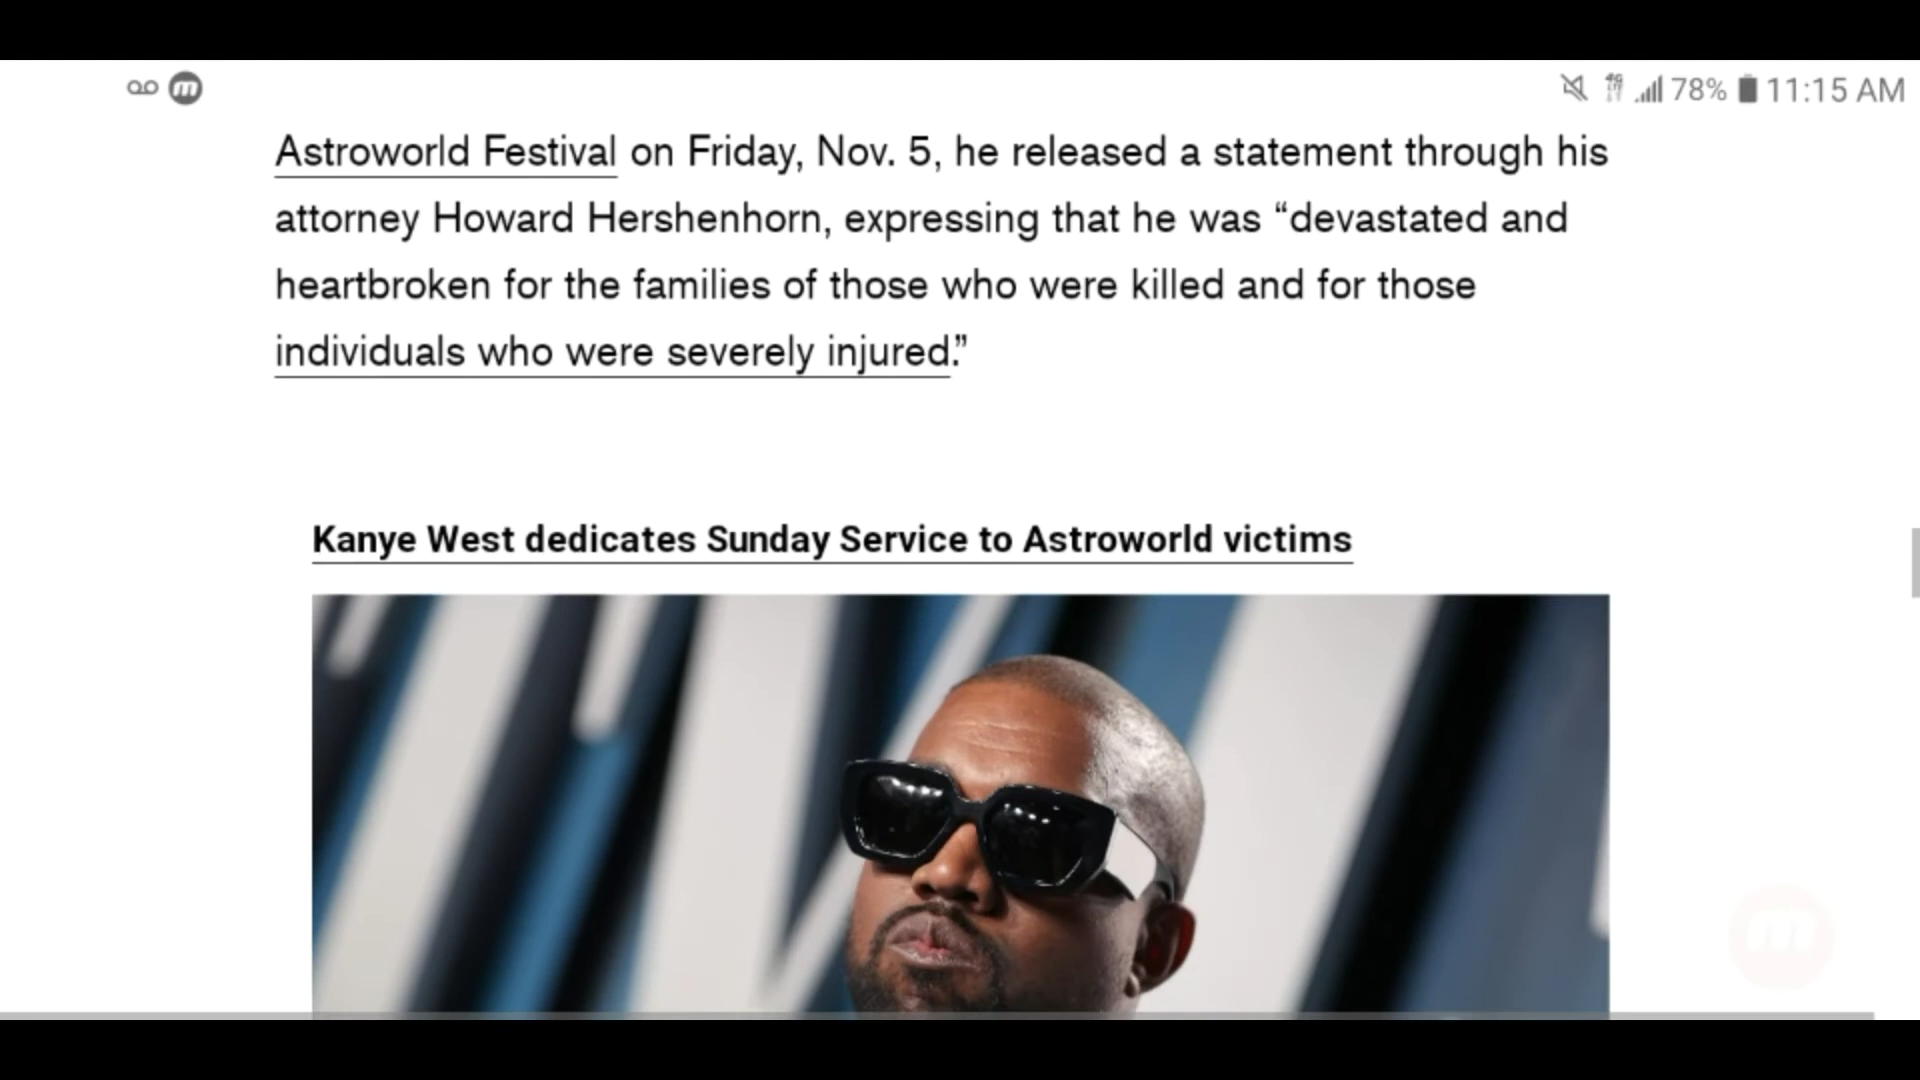 78% 11:15 AM
Astroworld Festival on Friday, Nov. 5, he released a statement through his
attorney Howard Hershenhorn, expressing that he was “devastated and
heartbroken for the families of those who were killed and for those
individuals who were severely injured.”
Kanye West dedicates Sunday Service to Astroworld victims